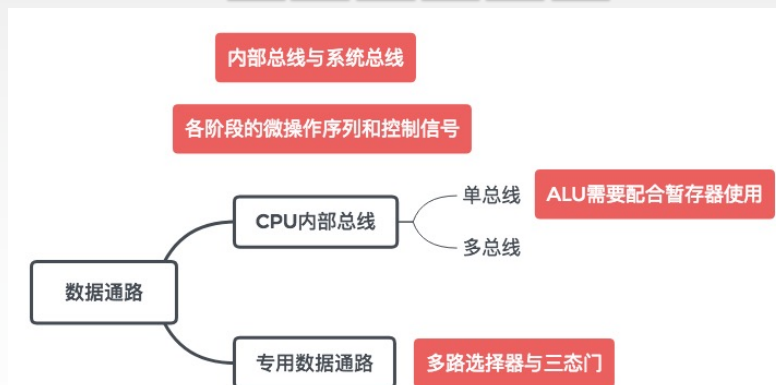 内部总线与系统总线
各阶段的微操作序列和控制信号
单总线
ALU需要配合暂存器使用
CPU内部总线
多总线
数据通路
专用数据通路
多路选择器与三态门